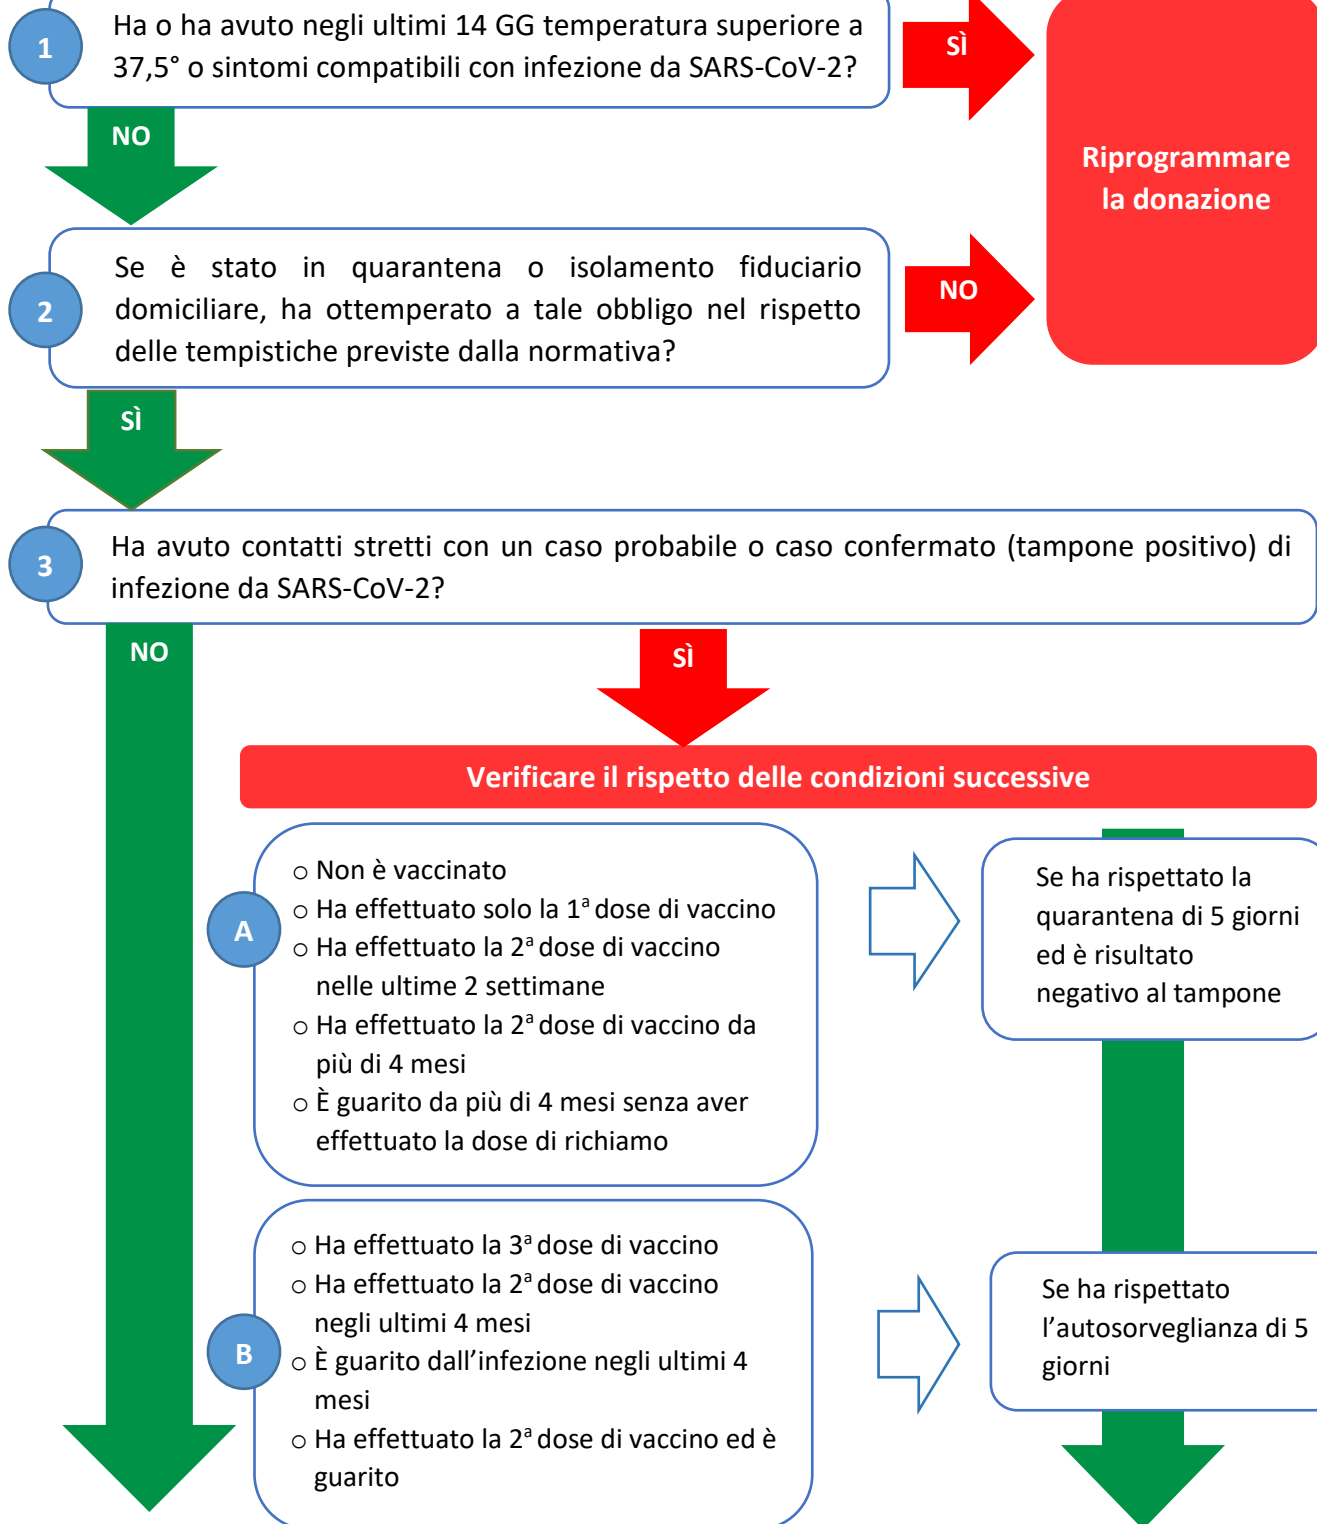 1
Ha o ha avuto negli ultimi 14 GG temperatura superiore a
37,5° o sintomi compatibili con infezione da SARS-CoV-2?
SÌ
NO
Riprogrammare
la donazione
2
Se è stato in quarantena o isolamento fiduciario
domiciliare, ha ottemperato a tale obbligo nel rispetto
delle tempistiche previste dalla normativa?
NO
SÌ
3
Ha avuto contatti stretti con un caso probabile o caso confermato (tampone positivo) di
infezione da SARS-CoV-2?
NO
SÌ
Verificare il rispetto delle condizioni successive
A
o Non è vaccinato
o Ha effettuato solo la 1ª dose di vaccino
o Ha effettuato la 2ª dose di vaccino
nelle ultime 2 settimane
o Ha effettuato la 2ª dose di vaccino da
più di 4 mesi
o È guarito da più di 4 mesi senza aver
effettuato la dose di richiamo
Se ha rispettato la
quarantena di 5 giorni
ed è risultato
negativo al tampone
B
o Ha effettuato la 3ª dose di vaccino
o Ha effettuato la 2ª dose di vaccino
negli ultimi 4 mesi
o È guarito dall’infezione negli ultimi 4
mesi
o Ha effettuato la 2ª dose di vaccino ed è
guarito
Se ha rispettato
l’autosorveglianza di 5
giorni